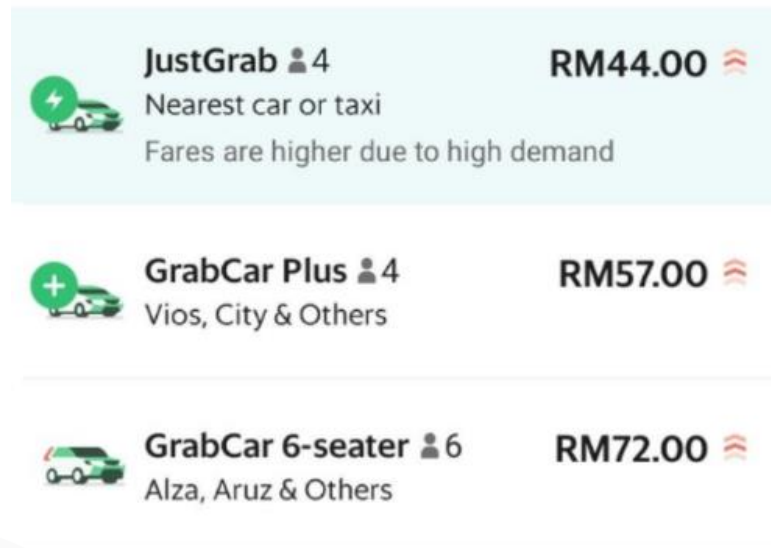 JustGrab 4 RM44.00
Nearest car or taxi
Fares are higher due to high demand
GrabCar Plus 4 RM57.00
Vios, City & Others
GrabCar 6-seater 6 RM72.00
Alza, Aruz & Others